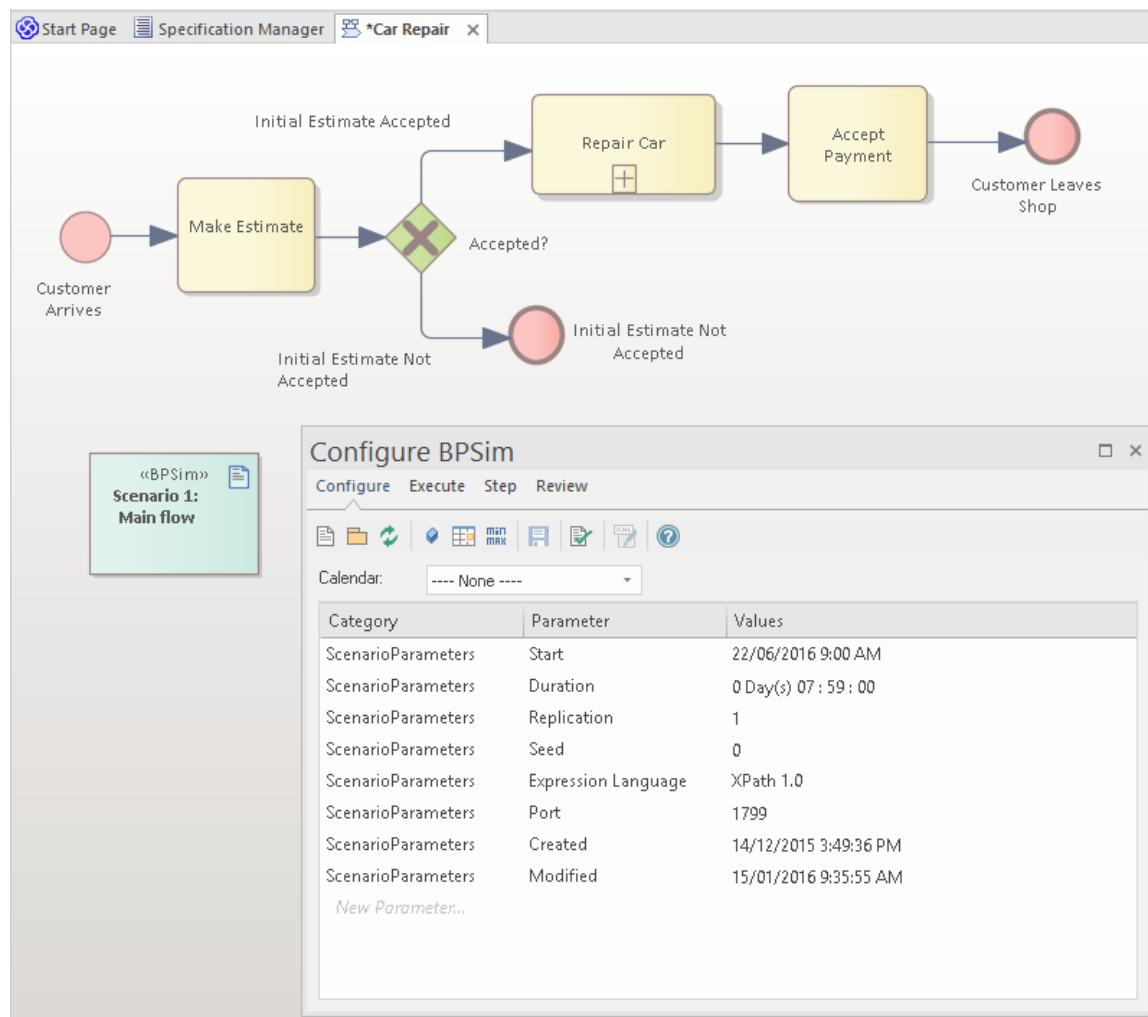 Start Page
Specification Manager
*Car Repair
Initial Estimate Accepted
Repair Car
Accept
Payment
Customer Leaves
Shop
Make Estimate
Accepted?
Customer
Arrives
Initial Estimate Not
Accepted
Initial Estimate Not
Accepted
«BPSim»
Scenario 1:
Main flow
Configure BPSim
Configure Execute Step Review
min
max
Calendar: ---- None ----
Category Parameter Values
ScenarioParameters Start 22/06/2016 9:00 AM
ScenarioParameters Duration 0 Day(s) 07 : 59 : 00
ScenarioParameters Replication 1
ScenarioParameters Seed 0
ScenarioParameters Expression Language XPath 1.0
ScenarioParameters Port 1799
ScenarioParameters Created 14/12/2015 3:49:36 PM
ScenarioParameters Modified 15/01/2016 9:35:55 AM
New Parameter...